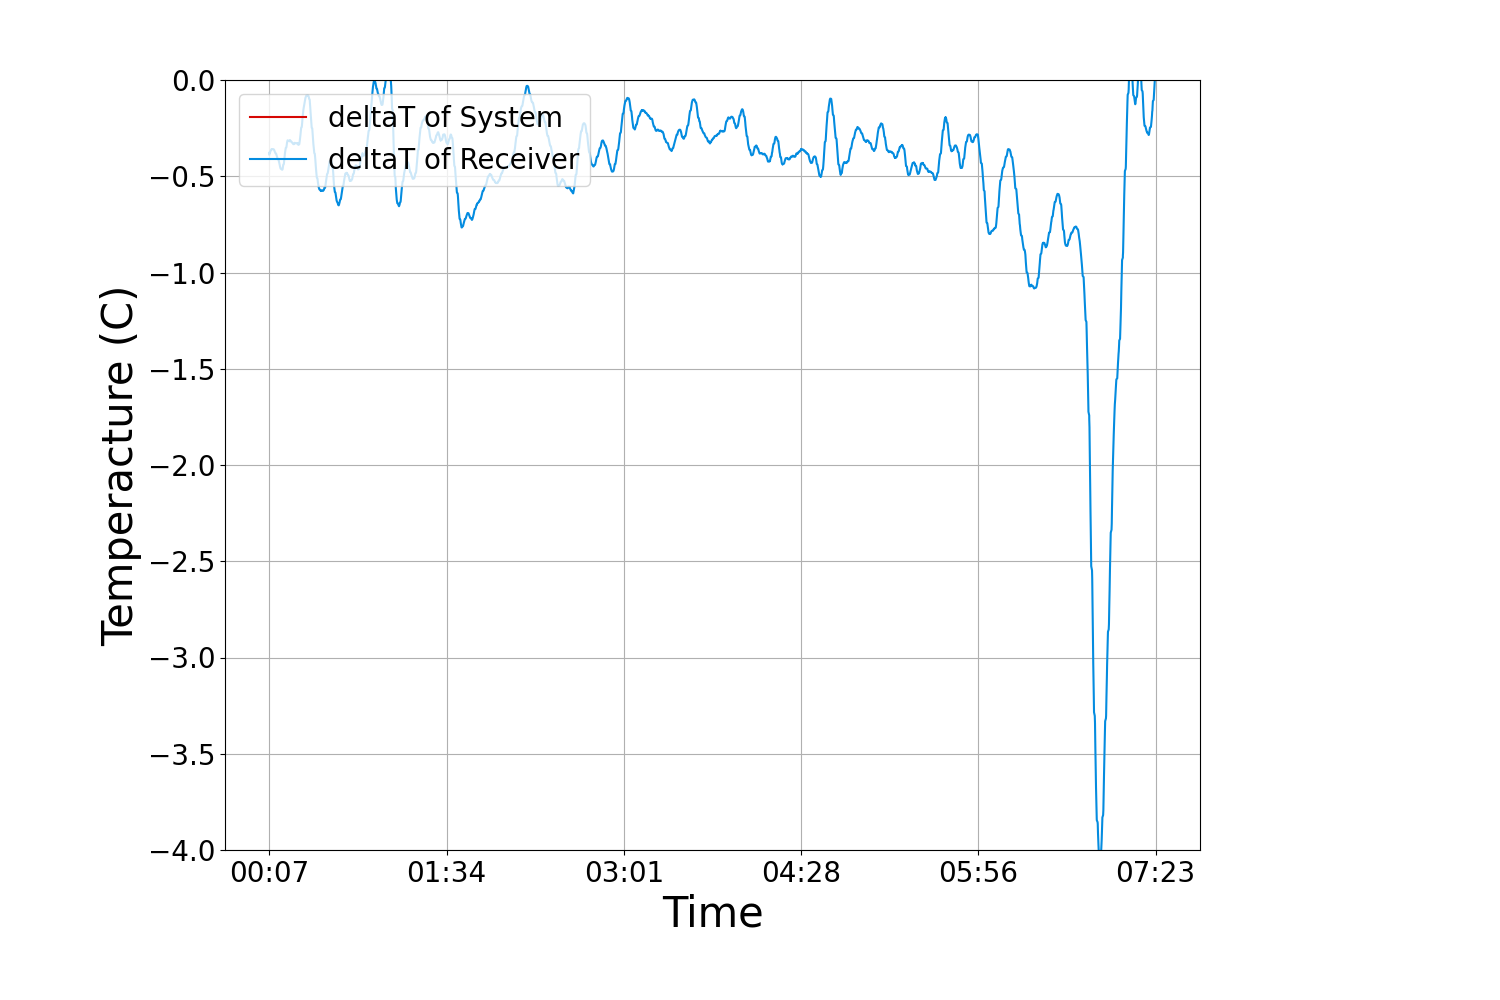 0.0
−0.5
−1.0
−1.5
−2.0
−2.5
−3.0
−3.5
−4.0
Temperacture (C)
deltaT of System
deltaT of Receiver
00:07 01:34 03:01 04:28 05:56 07:23
Time